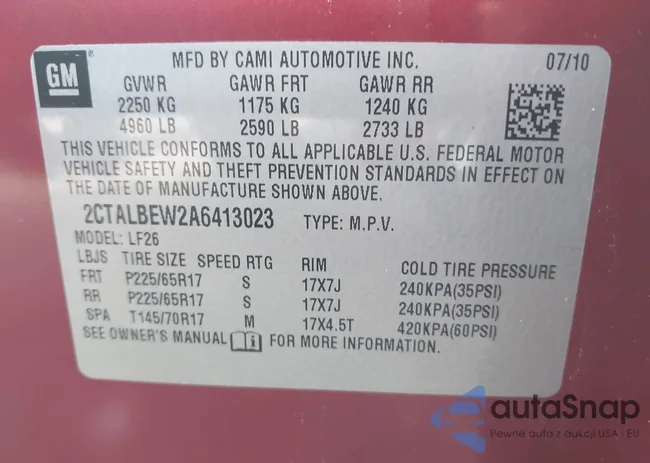 GM
MFD BY CAMI AUTOMOTIVE INC. 07/10
GVWR GAWR FRT GAWR RR
2250 KG 1175 KG 1240 KG
4960 LB 2590 LB 2733 LB
THIS VEHICLE CONFORMS TO ALL APPLICABLE U.S. FEDERAL MOTOR
VEHICLE SAFETY AND THEFT PREVENTION STANDARDS IN EFFECT ON
THE DATE OF MANUFACTURE SHOWN ABOVE.
2CTALBEW2A6413023 TYPE: M.P.V.
MODEL: LF26
LBJS TIRE SIZE SPEED RTG RIM COLD TIRE PRESSURE
FRT P225/65R17 S 17X7J 240KPA(35PSI)
RR P225/65R17 S 17X7J 240KPA(35PSI)
SPA T145/70R17 M 17X4.5T 420KPA(60PSI)
SEE OWNER'S MANUAL FOR MORE INFORMATION.
autaSnap
Pewne auta z aukcji USA - EU